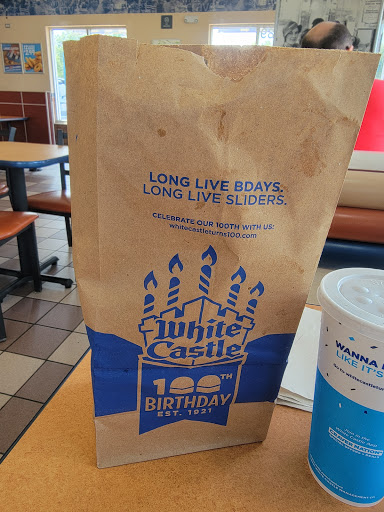 LONG LIVE BDAYS.
LONG LIVE SLIDERS.
CELEBRATE OUR 100TH WITH US:
whitecastleturns100.com
White
Castle
100TH
BIRTHDAY
EST. 1921
WANNA
LIKE IT'S